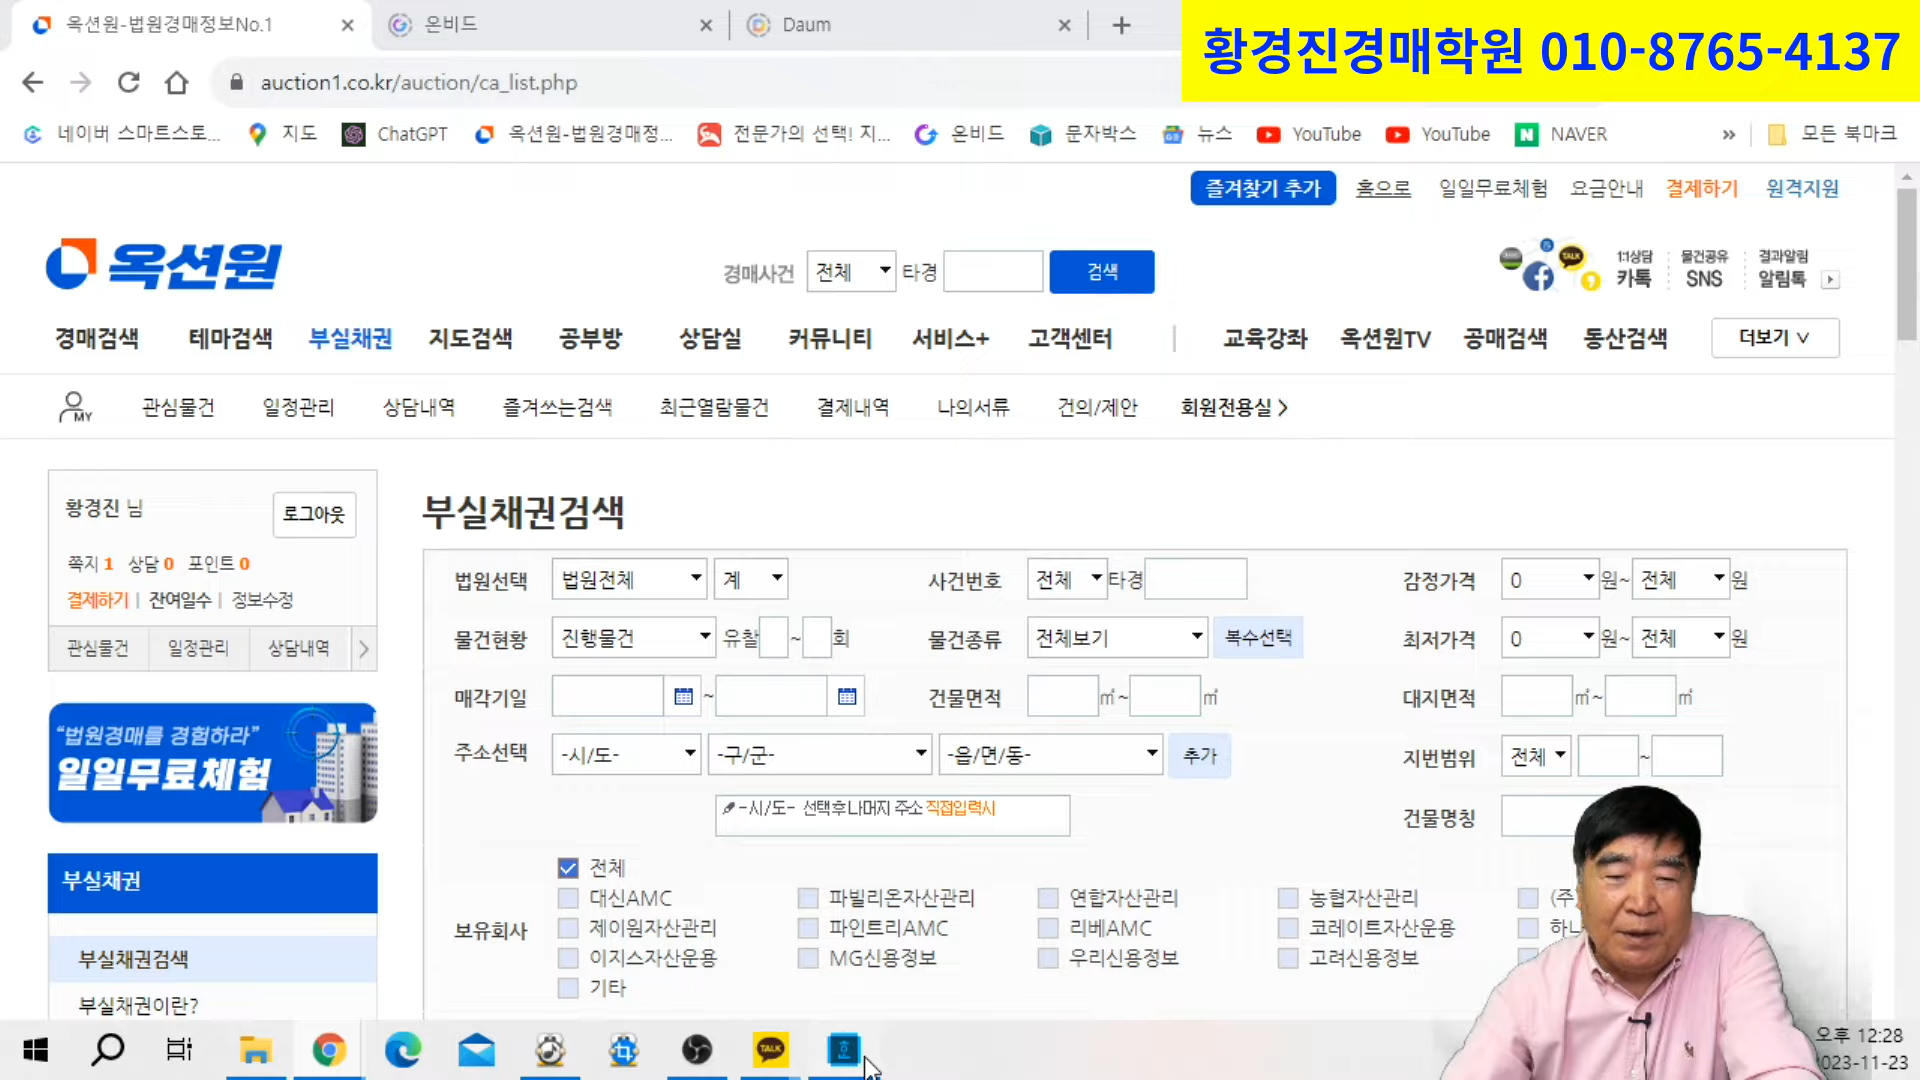 옥션원-법원경매정보No.1
온비드
Daum
황경진경매학원 010-8765-4137
auction1.co.kr/auction/ca_list.php
네이버 스마트스토...
지도
ChatGPT
옥션원-법원경매정...
전문가의 선택! 지...
온비드
문자박스
뉴스
YouTube
YouTube
NAVER
»
모든 북마크
즐겨찾기 추가 홈으로 일일무료체험 요금안내 결제하기 원격지원
옥션원
경매사건 전체 타경 검색
TALK
1:1상담 카톡
물건공유 SNS
결과알림 알림톡
경매검색 테마검색 부실채권 지도검색 공부방 상담실 커뮤니티 서비스+ 고객센터 | 교육강좌 옥션원TV 공매검색 동산검색 더보기 ∨
MY 관심물건 일정관리 상담내역 즐겨쓰는검색 최근열람물건 결제내역 나의서류 건의/제안 회원전용실 >
황경진 님 로그아웃
쪽지 1 상담 0 포인트 0
결제하기 | 잔여일수 | 정보수정
관심물건 일정관리 상담내역 >
"법원경매를 경험하라"
일일무료체험
부실채권
부실채권검색
부실채권이란?
부실채권검색
법원선택 법원전체 계 사건번호 전체 타경 감정가격 0 원~ 전체 원
물건현황 진행물건 유찰 ~ 회 물건종류 전체보기 복수선택 최저가격 0 원~ 전체 원
매각기일 ~ 건물면적 ㎡~ ㎡ 대지면적 ㎡~ ㎡
주소선택 -시/도- -구/군- -읍/면/동- 추가 지번범위 전체 ~
-시/도- 선택후 나머지 주소 직접입력시 건물명칭
보유회사
전체
대신AMC 파빌리온자산관리 연합자산관리 농협자산관리 (주
제이원자산관리 파인트리AMC 리베AMC 코레이트자산운용 하나
이지스자산운용 MG신용정보 우리신용정보 고려신용정보
기타
TALK
오후 12:28
023-11-23